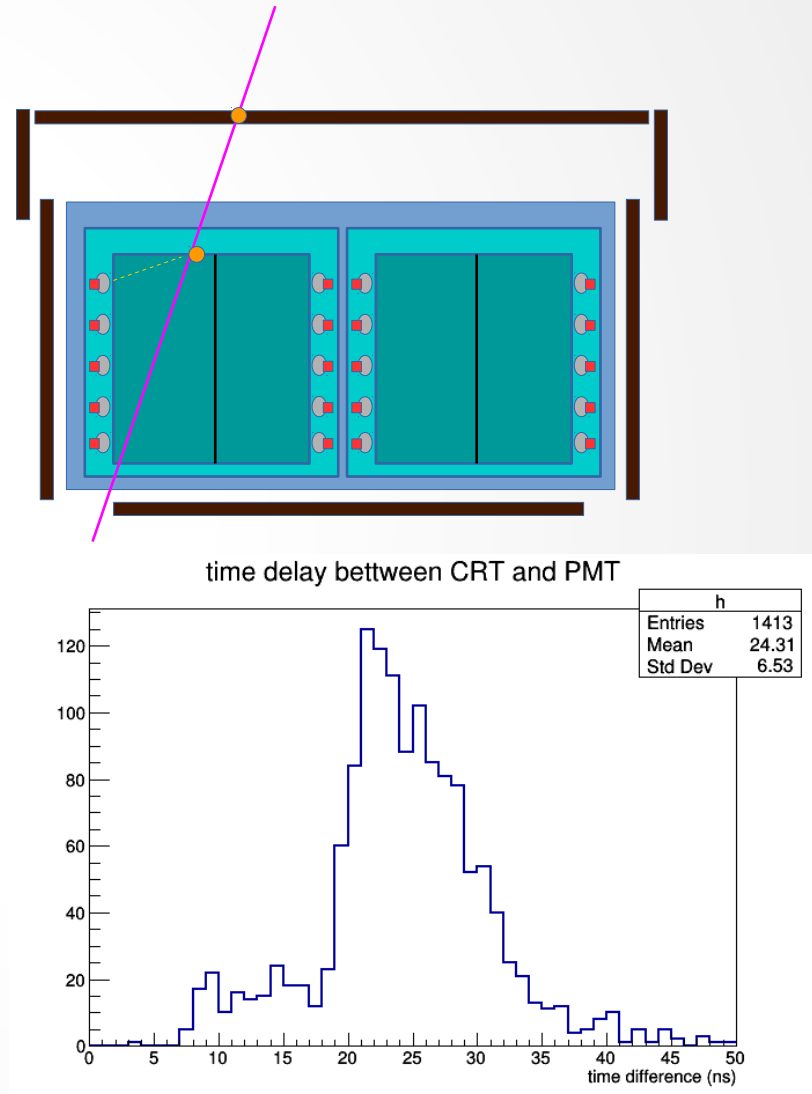 time delay bettween CRT and PMT
h
Entries 1413
Mean 24.31
Std Dev 6.53
120
100
80
60
40
20
0
0 5 10 15 20 25 30 35 40 45 50
time difference (ns)